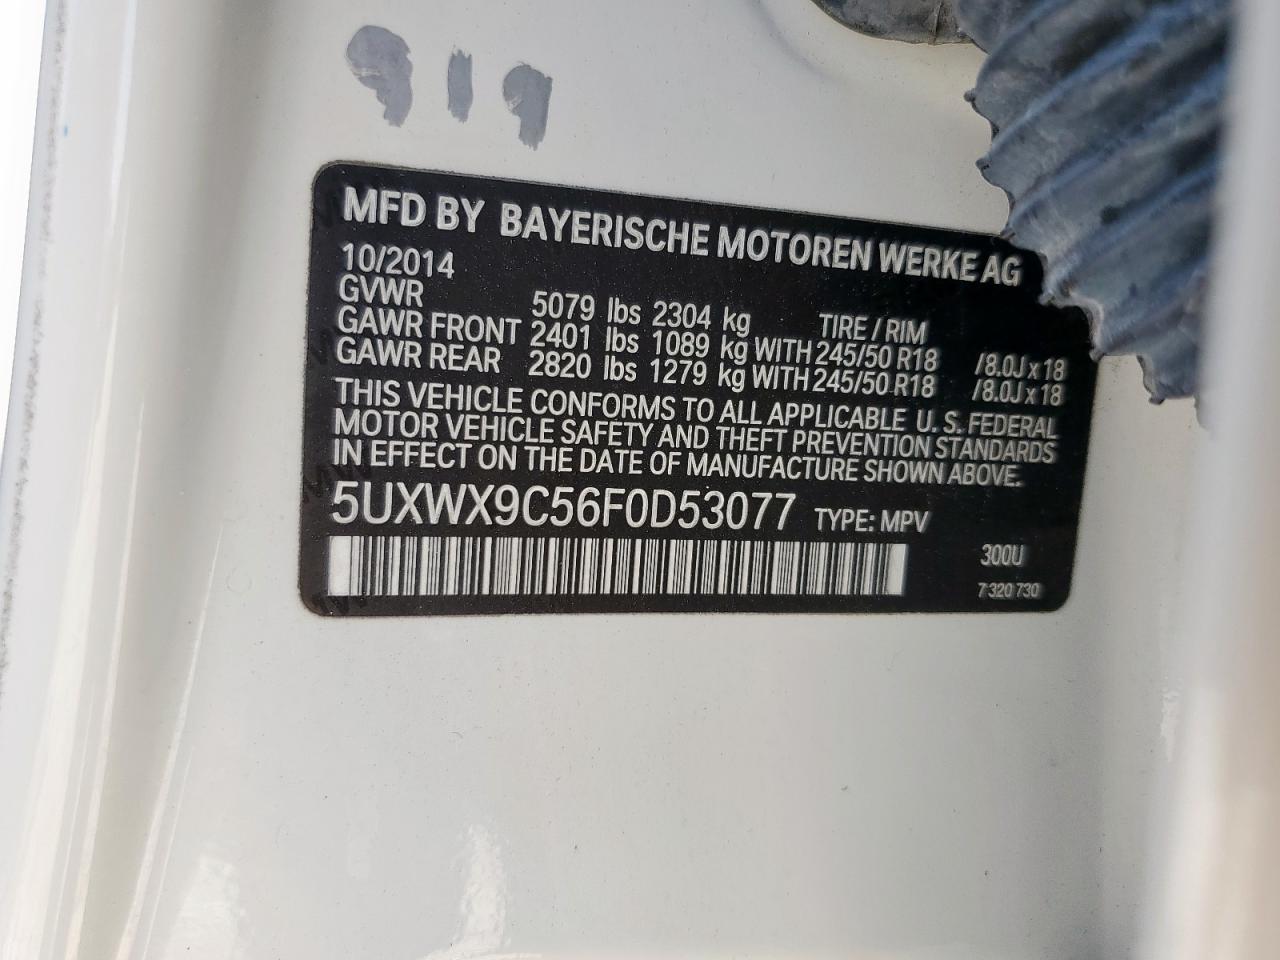 919
MFD BY BAYERISCHE MOTOREN WERKE AG
10/2014
GVWR 5079 lbs 2304 kg TIRE / RIM
GAWR FRONT 2401 lbs 1089 kg WITH 245/50 R18 /8.0J x 18
GAWR REAR 2820 lbs 1279 kg WITH 245/50 R18 /8.0J x 18
THIS VEHICLE CONFORMS TO ALL APPLICABLE U. S. FEDERAL
MOTOR VEHICLE SAFETY AND THEFT PREVENTION STANDARDS
IN EFFECT ON THE DATE OF MANUFACTURE SHOWN ABOVE.
5UXWX9C56F0D53077 TYPE: MPV
300U
7 320 730